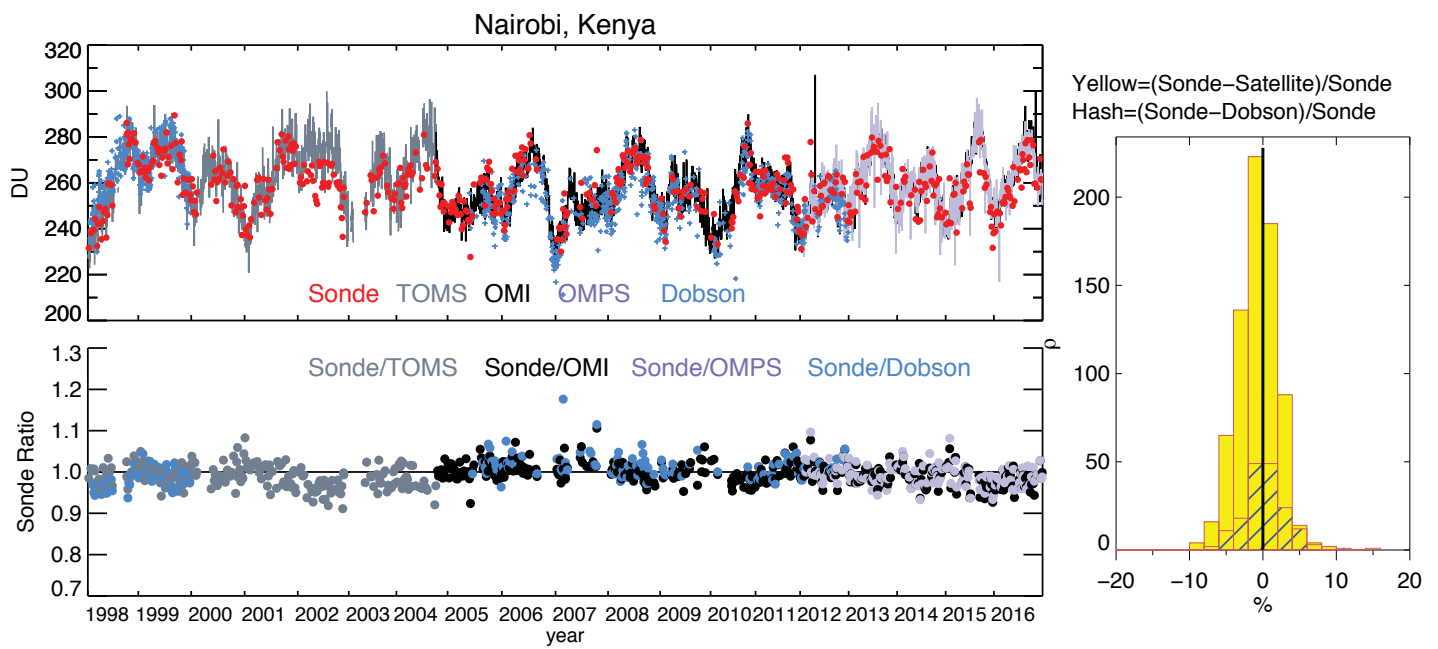 Nairobi, Kenya
320
300
280
260
240
220
200
DU
Sonde TOMS OMI OMPS Dobson
1.3
1.2
1.1
1.0
0.9
0.8
0.7
Sonde Ratio
Sonde/TOMS Sonde/OMI Sonde/OMPS Sonde/Dobson
ρ
1998 1999 2000 2001 2002 2003 2004 2005 2006 2007 2008 2009 2010 2011 2012 2013 2014 2015 2016
year
Yellow=(Sonde−Satellite)/Sonde
Hash=(Sonde−Dobson)/Sonde
200
150
100
50
0
−20 −10 0 10 20
%